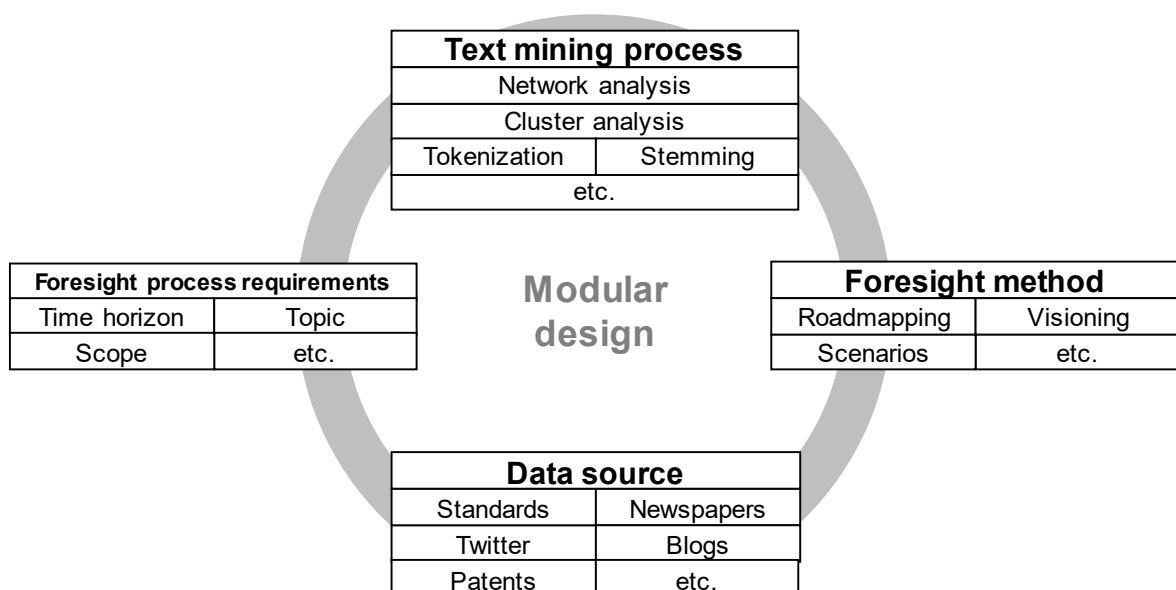 Text mining process
Network analysis
Cluster analysis
Tokenization Stemming
etc.
Foresight process requirements
Time horizon Topic
Scope etc.
Modular
design
Foresight method
Roadmapping Visioning
Scenarios etc.
Data source
Standards Newspapers
Twitter Blogs
Patents etc.